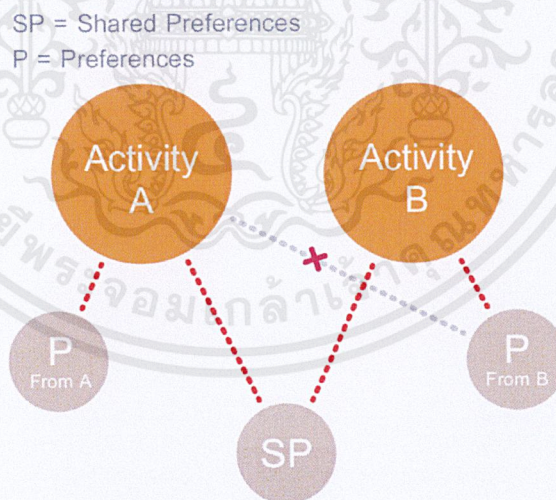 SP = Shared Preferences
P = Preferences
Activity
A
Activity
B
P
From A
P
From B
SP